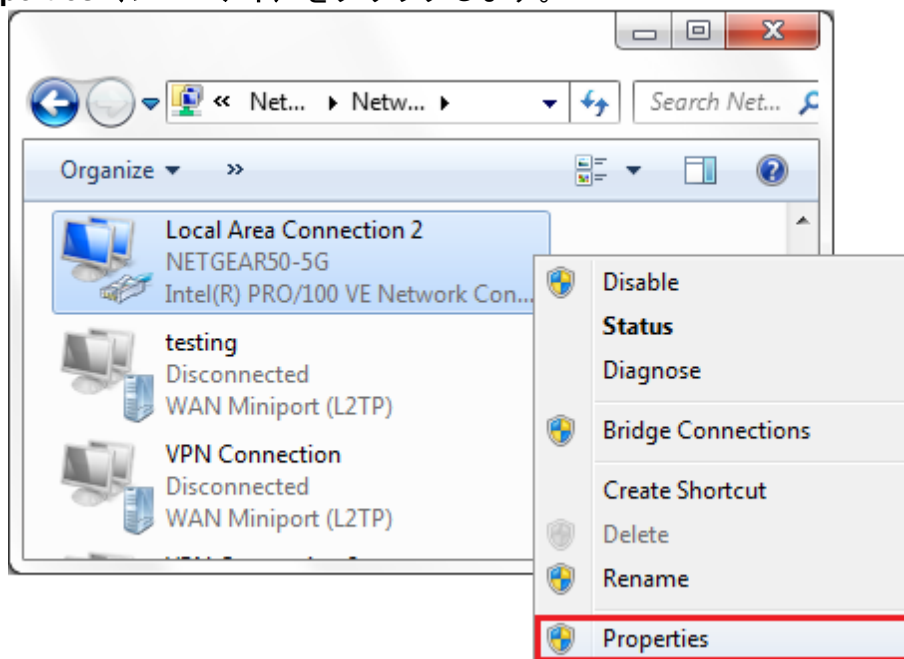 « Net... ▸ Netw... ▸
Search Net...
Organize
»
Local Area Connection 2
NETGEAR50-5G
Intel(R) PRO/100 VE Network Con...
testing
Disconnected
WAN Miniport (L2TP)
VPN Connection
Disconnected
WAN Miniport (L2TP)
Disable
Status
Diagnose
Bridge Connections
Create Shortcut
Delete
Rename
Properties